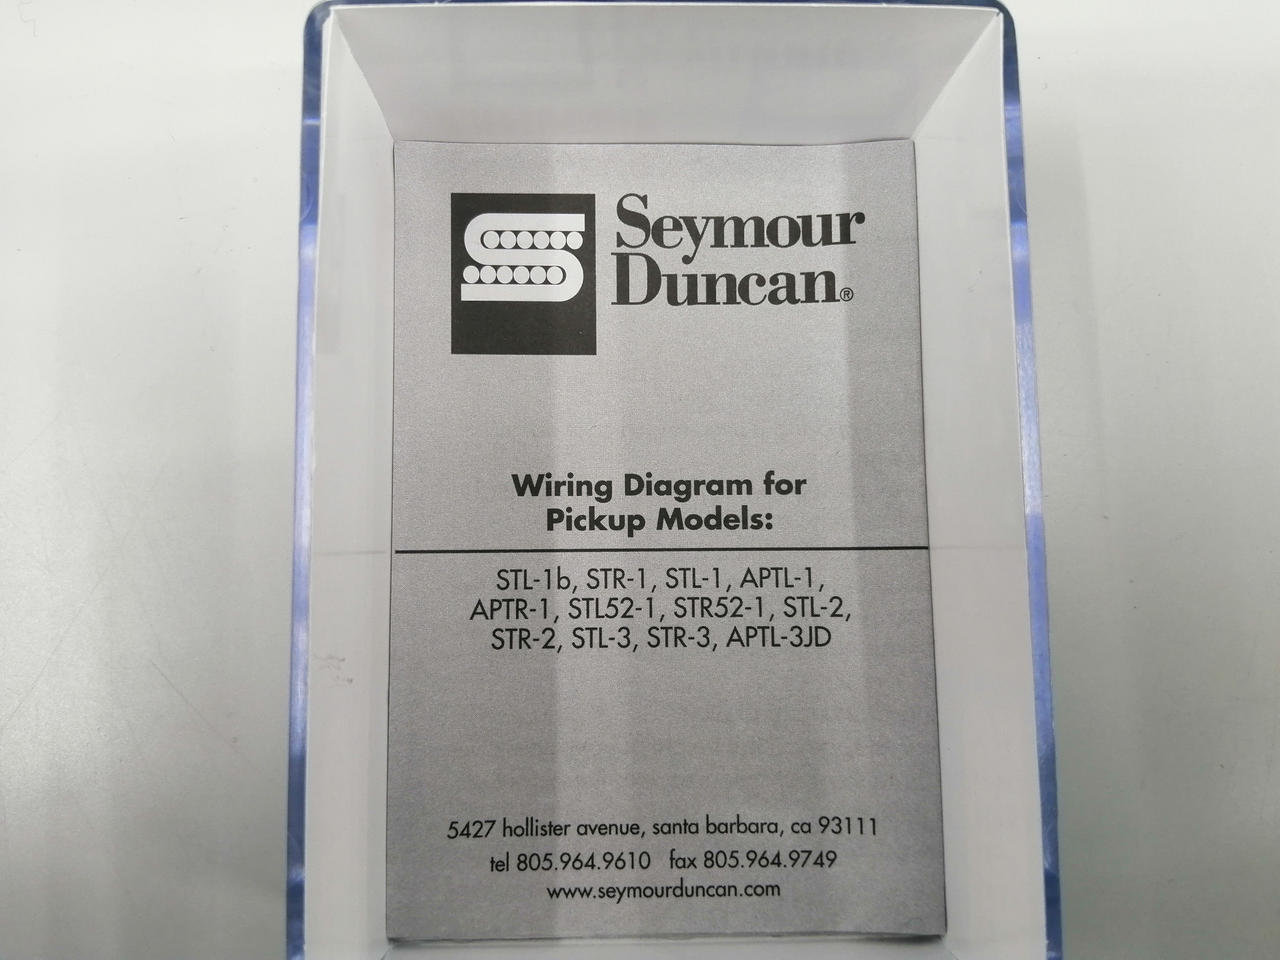 Seymour
Duncan®
Wiring Diagram for
Pickup Models:
STL-1b, STR-1, STL-1, APTL-1,
APTR-1, STL52-1, STR52-1, STL-2,
STR-2, STL-3, STR-3, APTL-3JD
5427 hollister avenue, santa barbara, ca 93111
tel 805.964.9610 fax 805.964.9749
www.seymourduncan.com